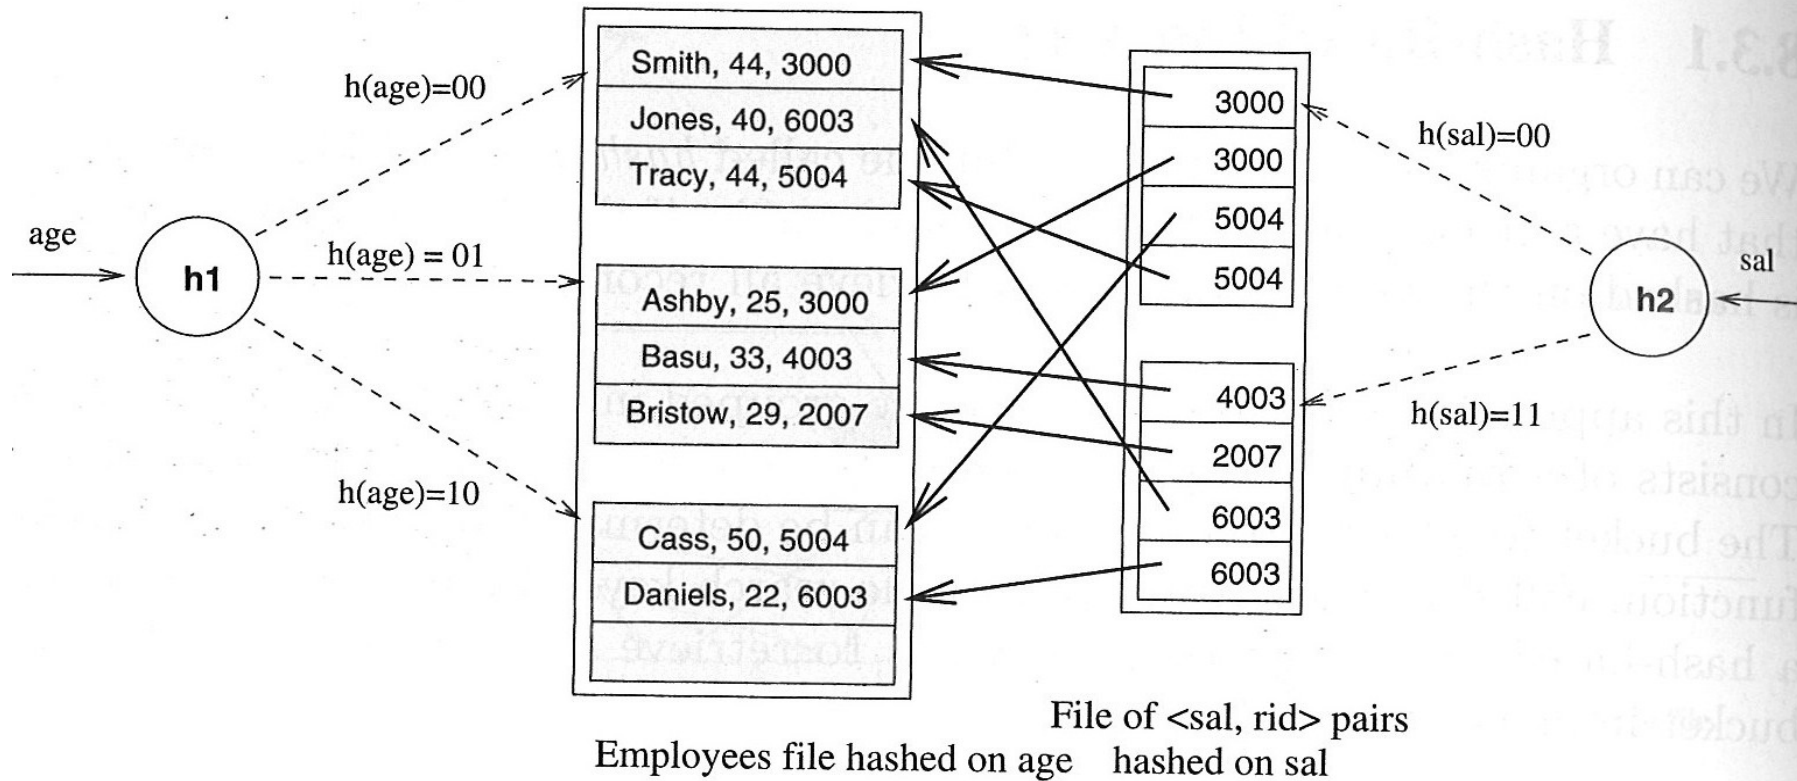 age
h1
h(age)=00
h(age) = 01
h(age)=10
Smith, 44, 3000
Jones, 40, 6003
Tracy, 44, 5004
Ashby, 25, 3000
Basu, 33, 4003
Bristow, 29, 2007
Cass, 50, 5004
Daniels, 22, 6003
Employees file hashed on age
3000
3000
5004
5004
4003
2007
6003
6003
File of <sal, rid> pairs
hashed on sal
h(sal)=00
h(sal)=11
h2
sal